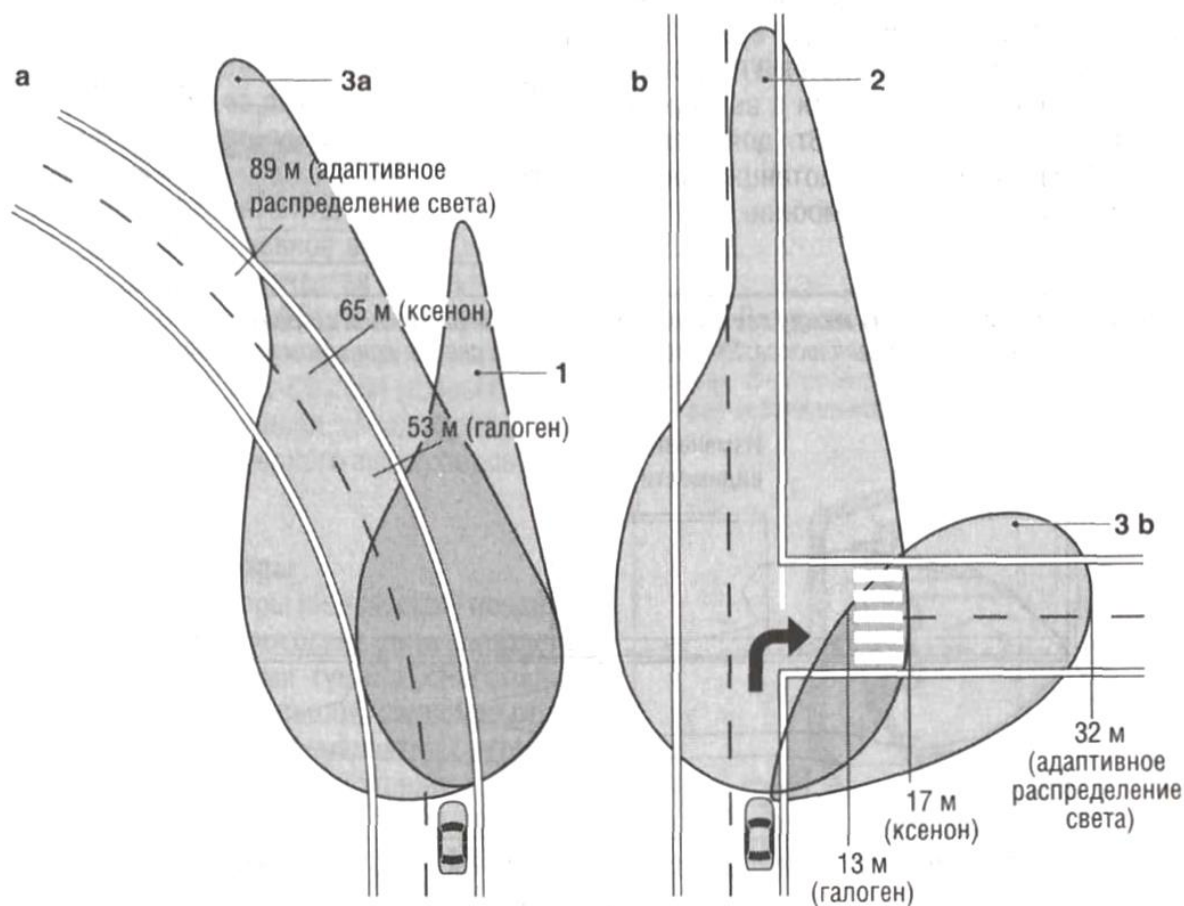 a
3a
89 м (адаптивное
распределение света)
65 м (ксенон)
1
53 м (галоген)
b
2
3 b
32 м
(адаптивное
распределение
света)
17 м
(ксенон)
13 м
(галоген)